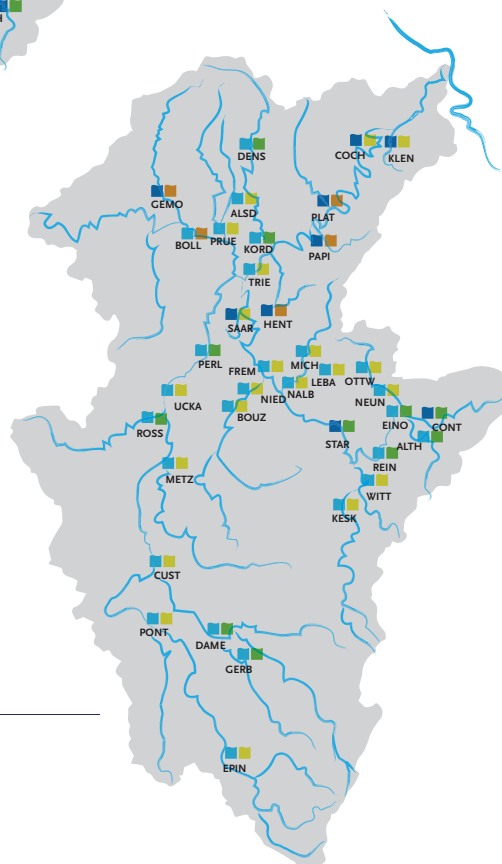 H
DENS
COCH
KLEN
GEMO
ALSD
PLAT
BOLL
PRUE
KORD
PAPI
TRIE
SAAR
HENT
PERL
FREM
MICH
LEBA
OTTW
NIED
NALB
NEUN
UCKA
BOUZ
ROSS
STAR
EINO
CONT
ALTH
REIN
METZ
WITT
KESK
CUST
PONT
DAME
GERB
EPIN